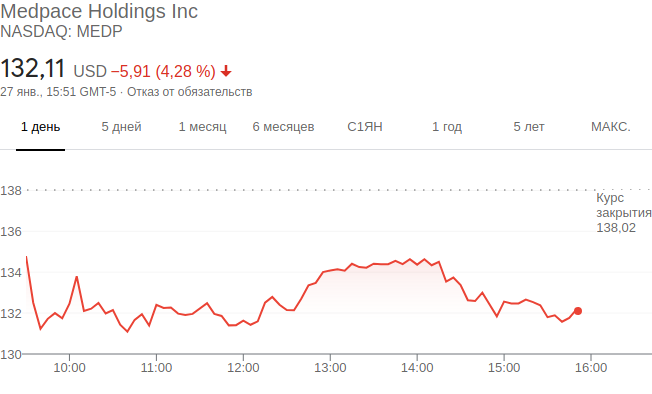 Medpace Holdings Inc
NASDAQ: MEDP
132,11 USD −5,91 (4,28 %)
27 янв., 15:51 GMT-5 · Отказ от обязательств
1 день 5 дней 1 месяц 6 месяцев С1ЯН 1 год 5 лет МАКС.
138
Курс
закрытия
138,02
136
134
132
130
10:00 11:00 12:00 13:00 14:00 15:00 16:00